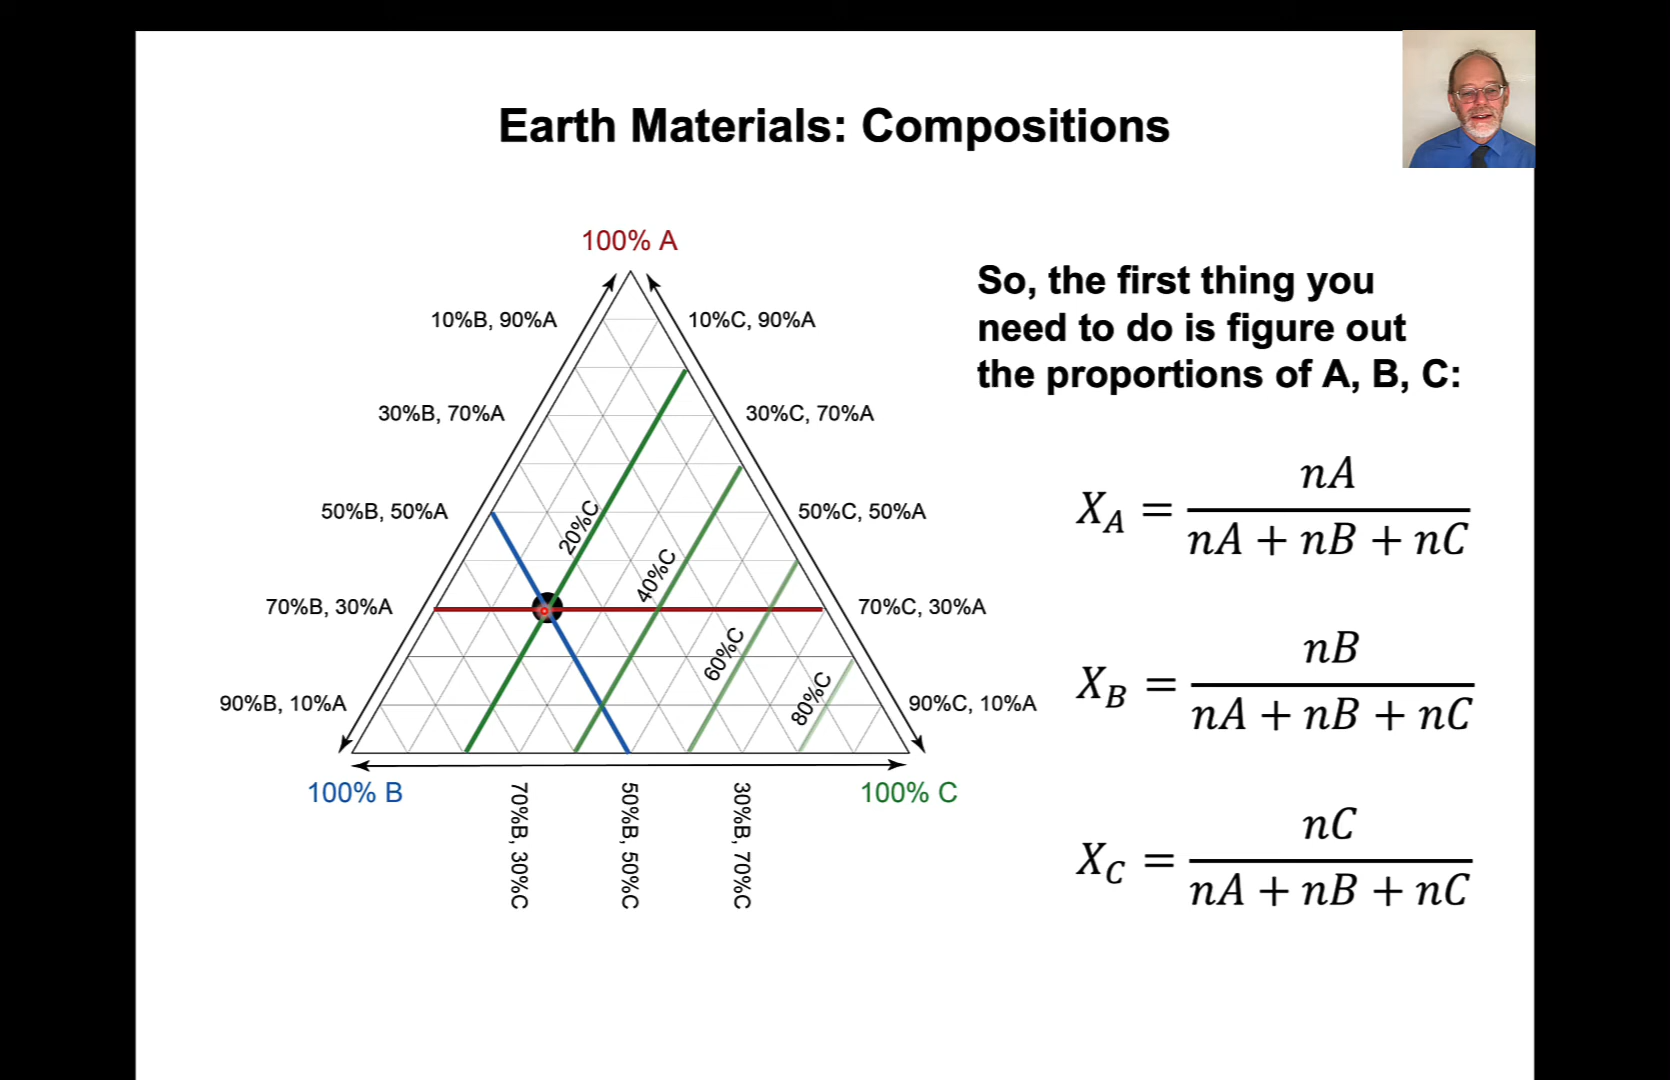 Earth Materials: Compositions
100% A
10%B, 90%A
10%C, 90%A
30%B, 70%A
30%C, 70%A
50%B, 50%A
50%C, 50%A
70%B, 30%A
70%C, 30%A
90%B, 10%A
90%C, 10%A
20%C
40%C
60%C
80%C
100% B
100% C
70%B, 30%C
50%B, 50%C
30%B, 70%C
So, the first thing you
need to do is figure out
the proportions of A, B, C:
X_A = nA / (nA + nB + nC)
X_B = nB / (nA + nB + nC)
X_C = nC / (nA + nB + nC)